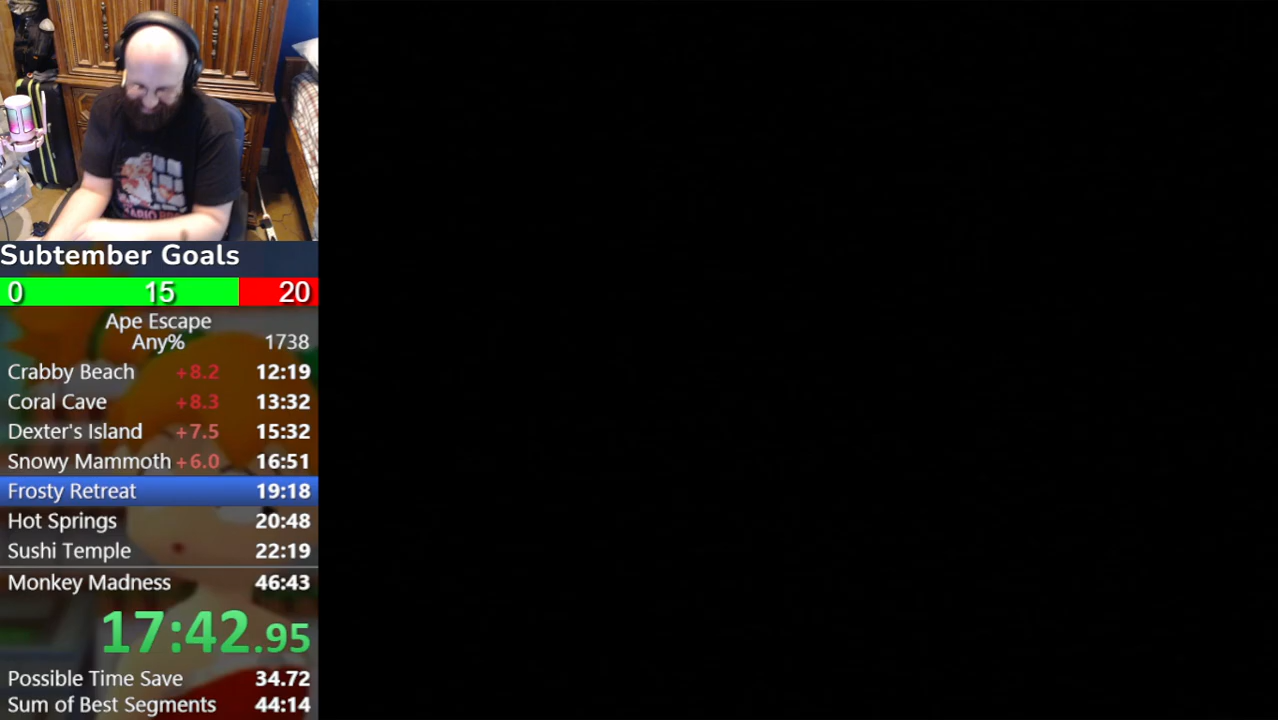 Subtember Goals
0 15 20
Ape Escape
Any% 1738
Crabby Beach +8.2 12:19
Coral Cave +8.3 13:32
Dexter's Island +7.5 15:32
Snowy Mammoth +6.0 16:51
Frosty Retreat 19:18
Hot Springs 20:48
Sushi Temple 22:19
Monkey Madness 46:43
17:42.95
Possible Time Save 34.72
Sum of Best Segments 44:14